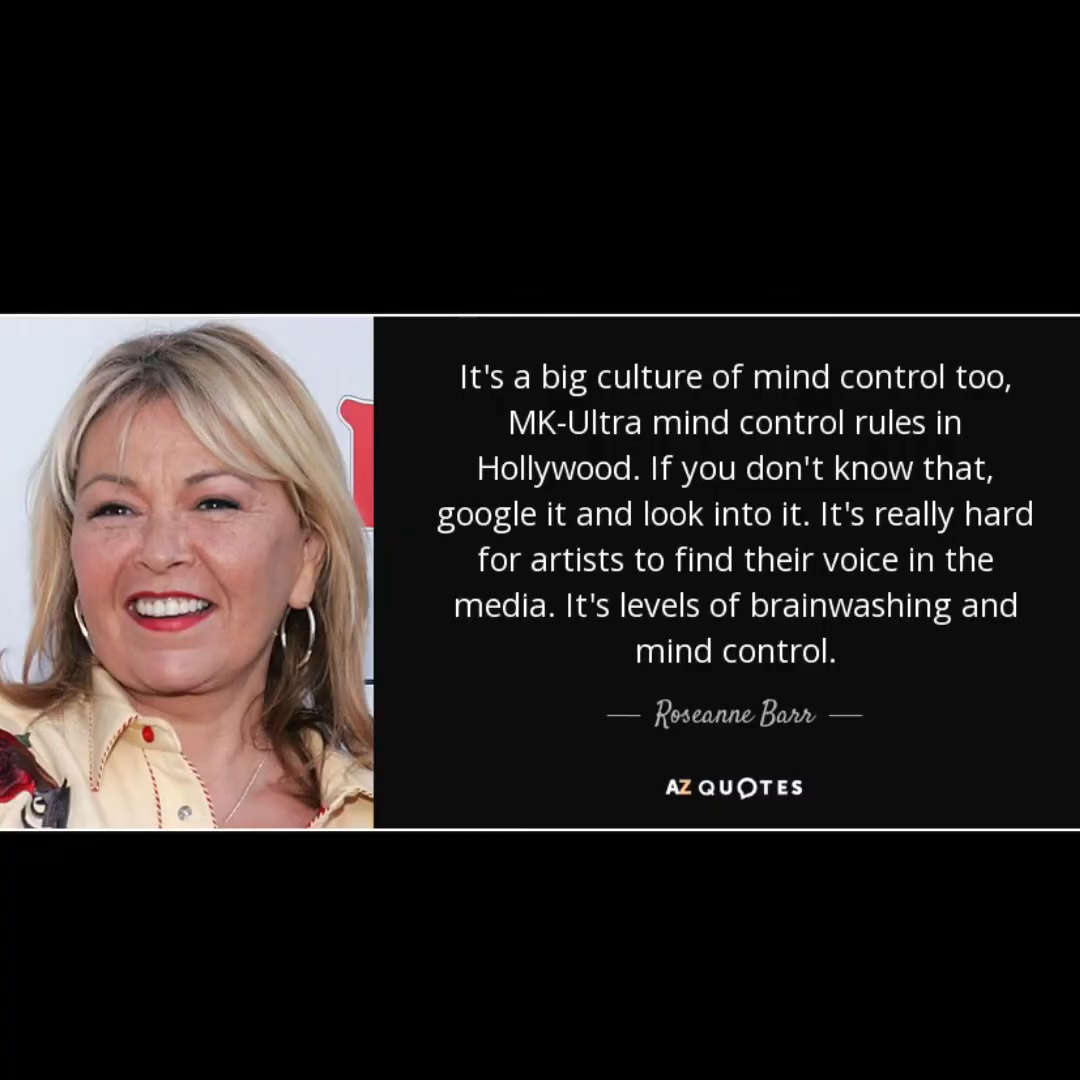 It's a big culture of mind control too,
MK-Ultra mind control rules in
Hollywood. If you don't know that,
google it and look into it. It's really hard
for artists to find their voice in the
media. It's levels of brainwashing and
mind control.
Roseanne Barr
AZ QUOTES